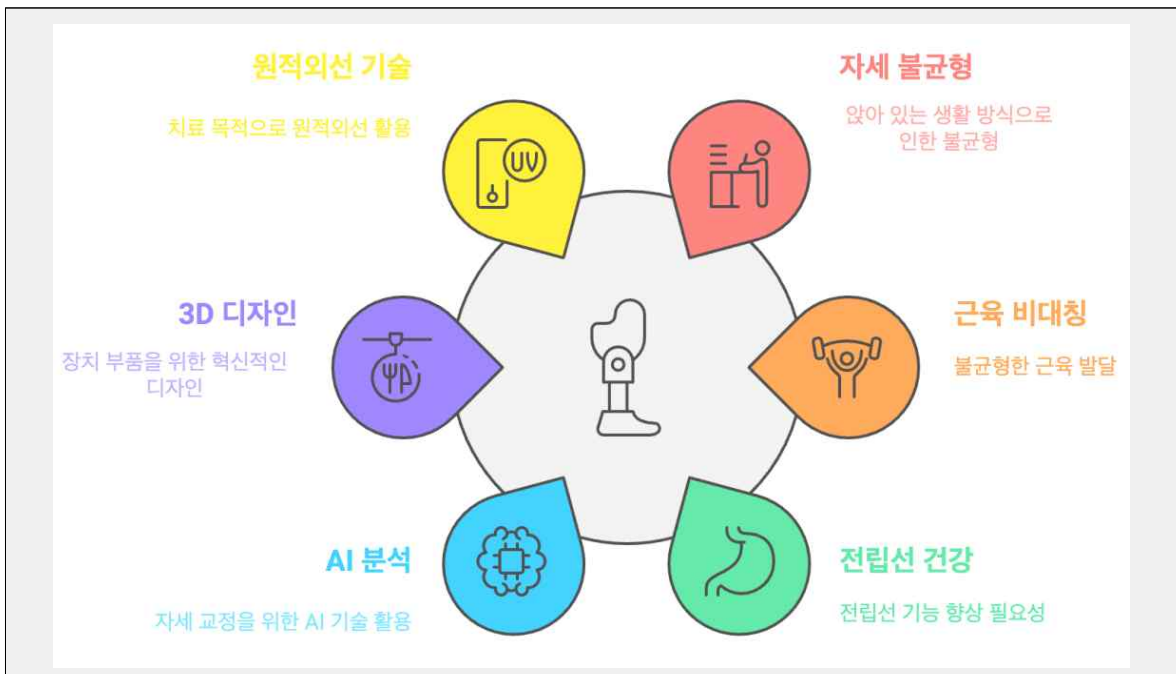 원적외선 기술
치료 목적으로 원적외선 활용
UV
자세 불균형
앉아 있는 생활 방식으로
인한 불균형
3D 디자인
장치 부품을 위한 혁신적인
디자인
근육 비대칭
불균형한 근육 발달
AI 분석
자세 교정을 위한 AI 기술 활용
전립선 건강
전립선 기능 향상 필요성